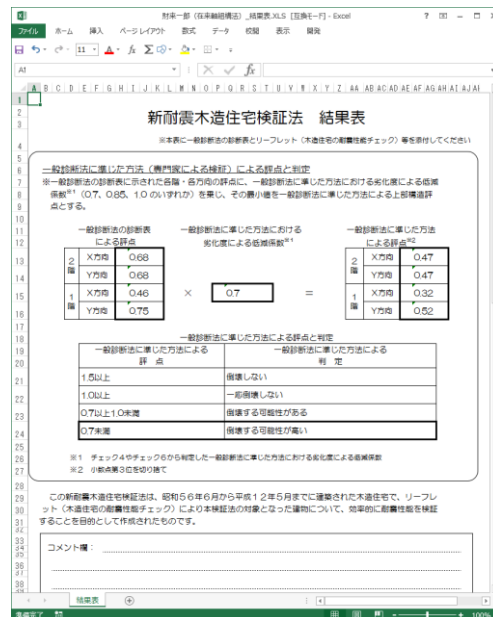 財来一部（在来軸組構法）_結果表.XLS [互換モード] - Excel
ファイル ホーム 挿入 ページ レイアウト 数式 データ 校閲 表示 開発
11
A1
A B C D E F G H I J K L M N O P Q R S T U V W X Y Z AA AB AC AD AE AF AG AH AI AJ AK
新耐震木造住宅検証法 結果表
※本表に一般診断法の診断表とリーフレット（木造住宅の耐震性能チェック）等を添付してください
一般診断法に準じた方法（専門家による検証）による評点と判定
※一般診断法の診断表に示された各階・各方向の評点に、一般診断法に準じた方法における劣化度による低減
係数※1（0.7、0.85、1.0 のいずれか）を乗じ、その最小値を一般診断法に準じた方法による上部構造評
点とする。
一般診断法の診断表
による評点
一般診断法に準じた方法における
劣化度による低減係数※1
一般診断法に準じた方法
による評点※2
2階 X方向 0.68
Y方向 0.68
1階 X方向 0.46
Y方向 0.75
× 0.7 =
2階 X方向 0.47
Y方向 0.47
1階 X方向 0.32
Y方向 0.52
一般診断法に準じた方法による評点と判定
一般診断法に準じた方法による
評 点
一般診断法に準じた方法による
判 定
1.5以上 倒壊しない
1.0以上 一応倒壊しない
0.7以上1.0未満 倒壊する可能性がある
0.7未満 倒壊する可能性が高い
※1 チェック4やチェック6から判定した一般診断法に準じた方法における劣化度による低減係数
※2 小数点第3位を切り捨て
この新耐震木造住宅検証法は、昭和56年6月から平成12年5月までに建築された木造住宅で、リーフレ
ット（木造住宅の耐震性能チェック）により本検証法の対象となった建物について、効率的に耐震性能を検証
することを目的として作成されたものです。
コメント欄：
結果表
準備完了
100%